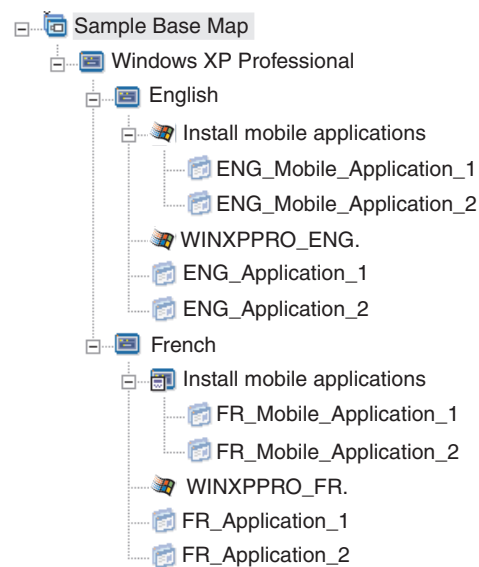 Sample Base Map
Windows XP Professional
English
Install mobile applications
ENG_Mobile_Application_1
ENG_Mobile_Application_2
WINXPPRO_ENG.
ENG_Application_1
ENG_Application_2
French
Install mobile applications
FR_Mobile_Application_1
FR_Mobile_Application_2
WINXPPRO_FR.
FR_Application_1
FR_Application_2